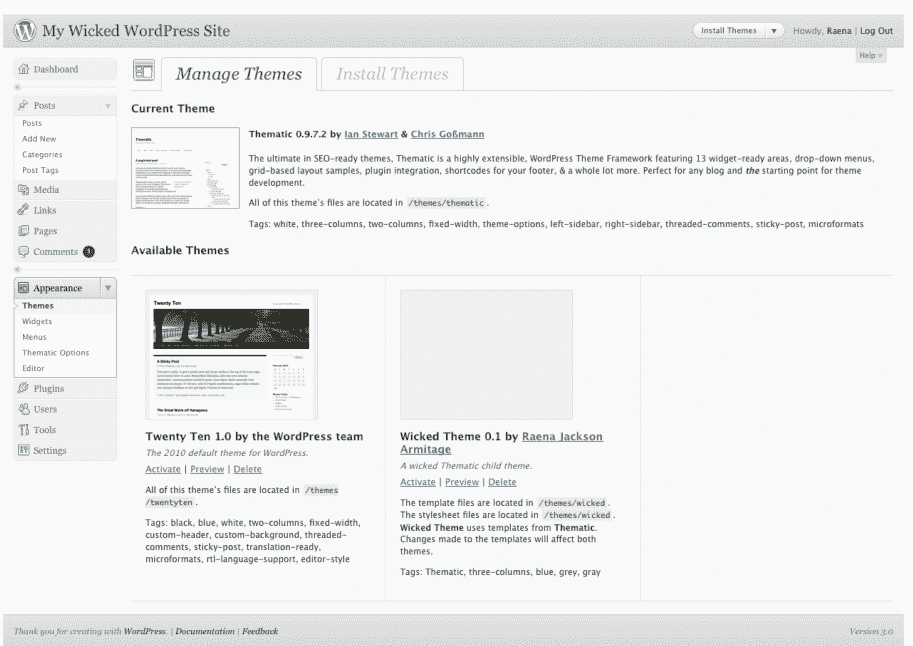 My Wicked WordPress Site
Install Themes
Howdy, Raena | Log Out
Help
Dashboard
Posts
Posts
Add New
Categories
Post Tags
Media
Links
Pages
Comments
Appearance
Themes
Widgets
Menus
Thematic Options
Editor
Plugins
Users
Tools
Settings
Manage Themes
Install Themes
Current Theme
Thematic
Thematic 0.9.7.2 by Ian Stewart & Chris Goßmann
The ultimate in SEO-ready themes, Thematic is a highly extensible, WordPress Theme Framework featuring 13 widget-ready areas, drop-down menus,
grid-based layout samples, plugin integration, shortcodes for your footer, & a whole lot more. Perfect for any blog and the starting point for theme
development.
All of this theme's files are located in /themes/thematic .
Tags: white, three-columns, two-columns, fixed-width, theme-options, left-sidebar, right-sidebar, threaded-comments, sticky-post, microformats
Available Themes
Twenty Ten
A Sticky Post
The Great Wave off Kanagawa
Twenty Ten 1.0 by the WordPress team
The 2010 default theme for WordPress.
Activate | Preview | Delete
All of this theme's files are located in /themes
/twentyten .
Tags: black, blue, white, two-columns, fixed-width,
custom-header, custom-background, threaded-
comments, sticky-post, translation-ready,
microformats, rtl-language-support, editor-style
Wicked Theme 0.1 by Raena Jackson
Armitage
A wicked Thematic child theme.
Activate | Preview | Delete
The template files are located in /themes/wicked .
The stylesheet files are located in /themes/wicked .
Wicked Theme uses templates from Thematic.
Changes made to the templates will affect both
themes.
Tags: Thematic, three-columns, blue, grey, gray
Thank you for creating with WordPress. | Documentation | Feedback
Version 3.0